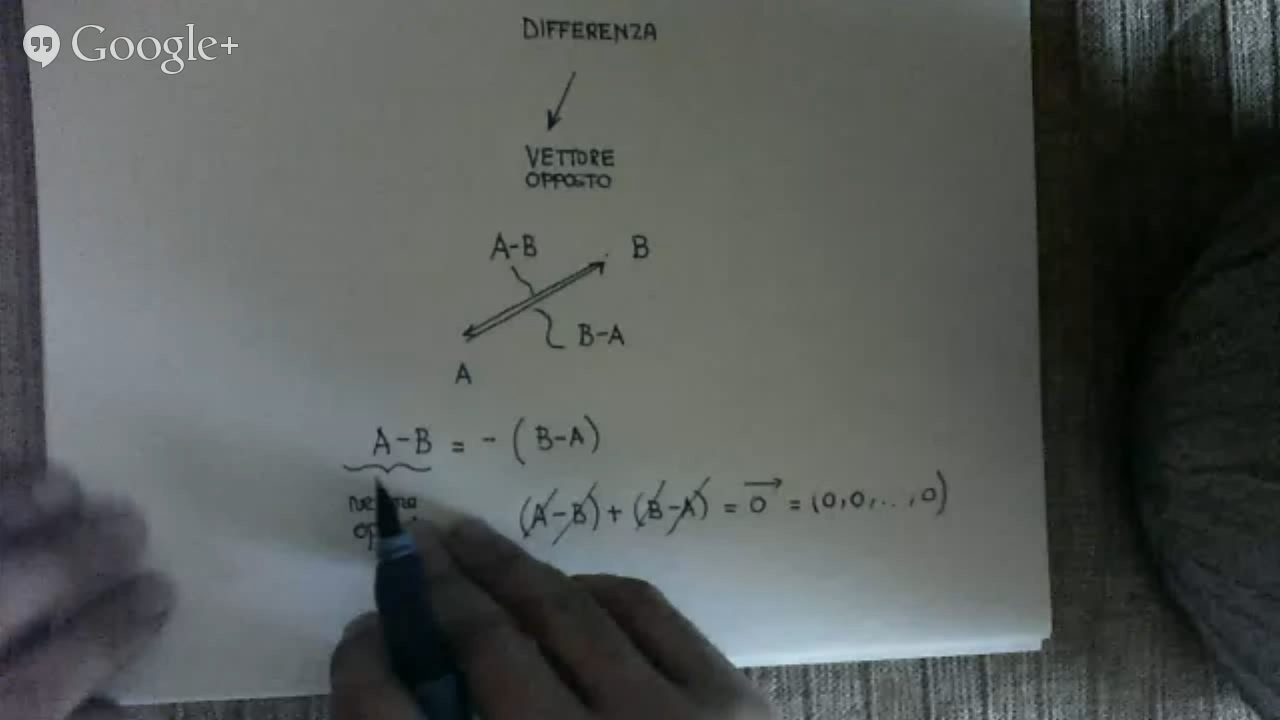 Google+
DIFFERENZA
VETTORE
OPPOSTO
A-B
B
B-A
A
A-B = -(B-A)
(A-B)+(B-A) = 0⃗ = (0,0,...,0)